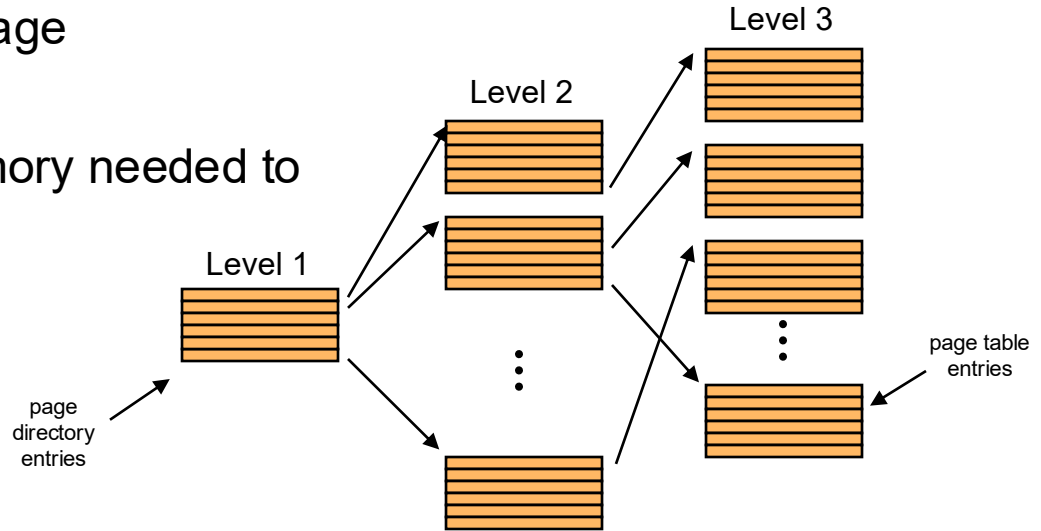 age
nory needed to
Level 1
Level 2
Level 3
page
directory
entries
page table
entries